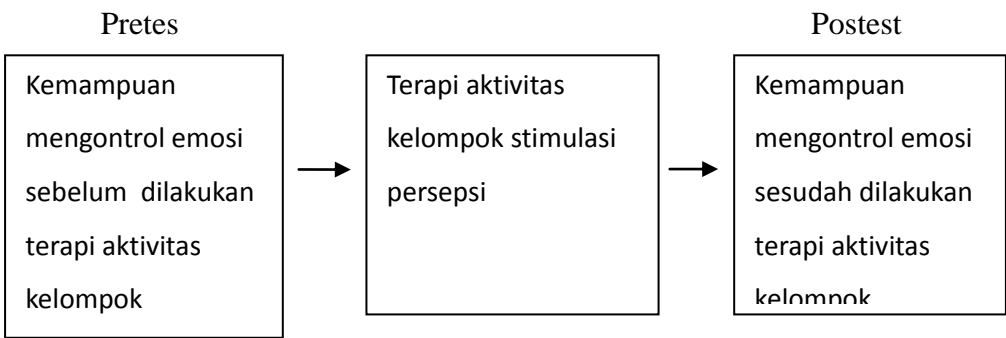 Pretes
Postest
Kemampuan
mengontrol emosi
sebelum dilakukan
terapi aktivitas
kelompok
Terapi aktivitas
kelompok stimulasi
persepsi
Kemampuan
mengontrol emosi
sesudah dilakukan
terapi aktivitas
kelompok